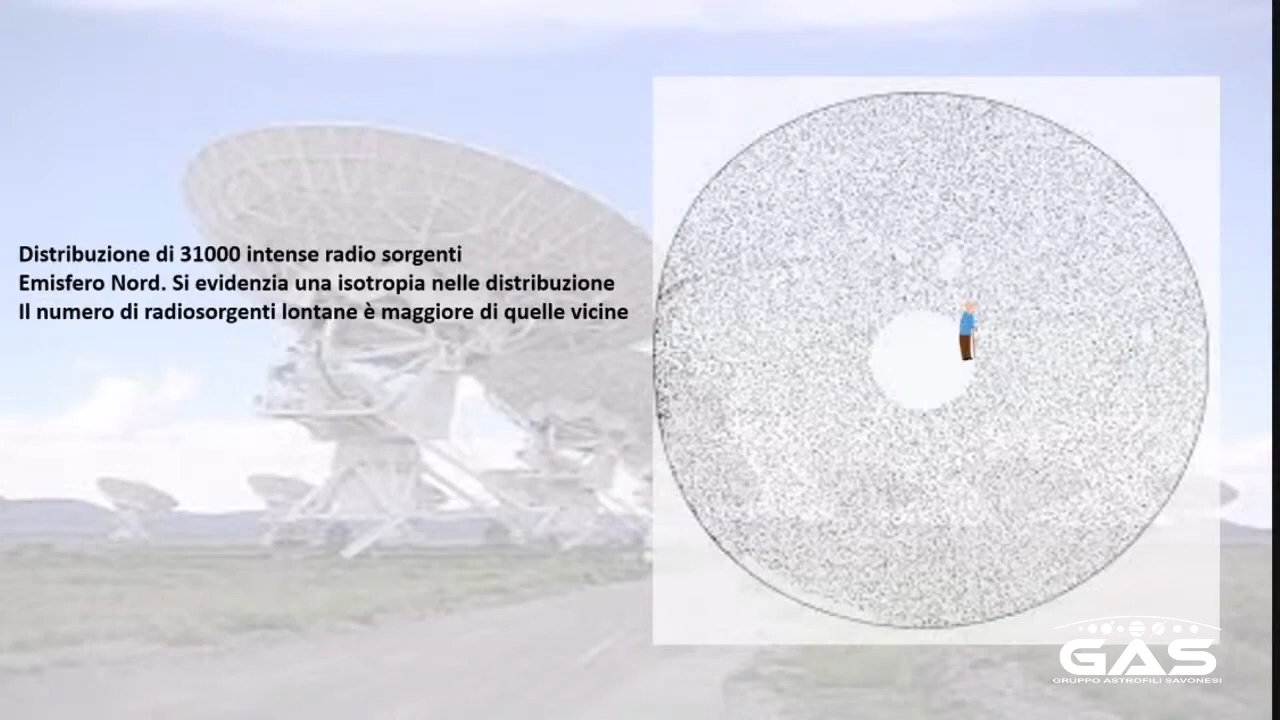 Distribuzione di 31000 intense radio sorgenti
Emisfero Nord. Si evidenzia una isotropia nelle distribuzione
Il numero di radiosorgenti lontane è maggiore di quelle vicine
GAS
GRUPPO ASTROFILI SAVONESI